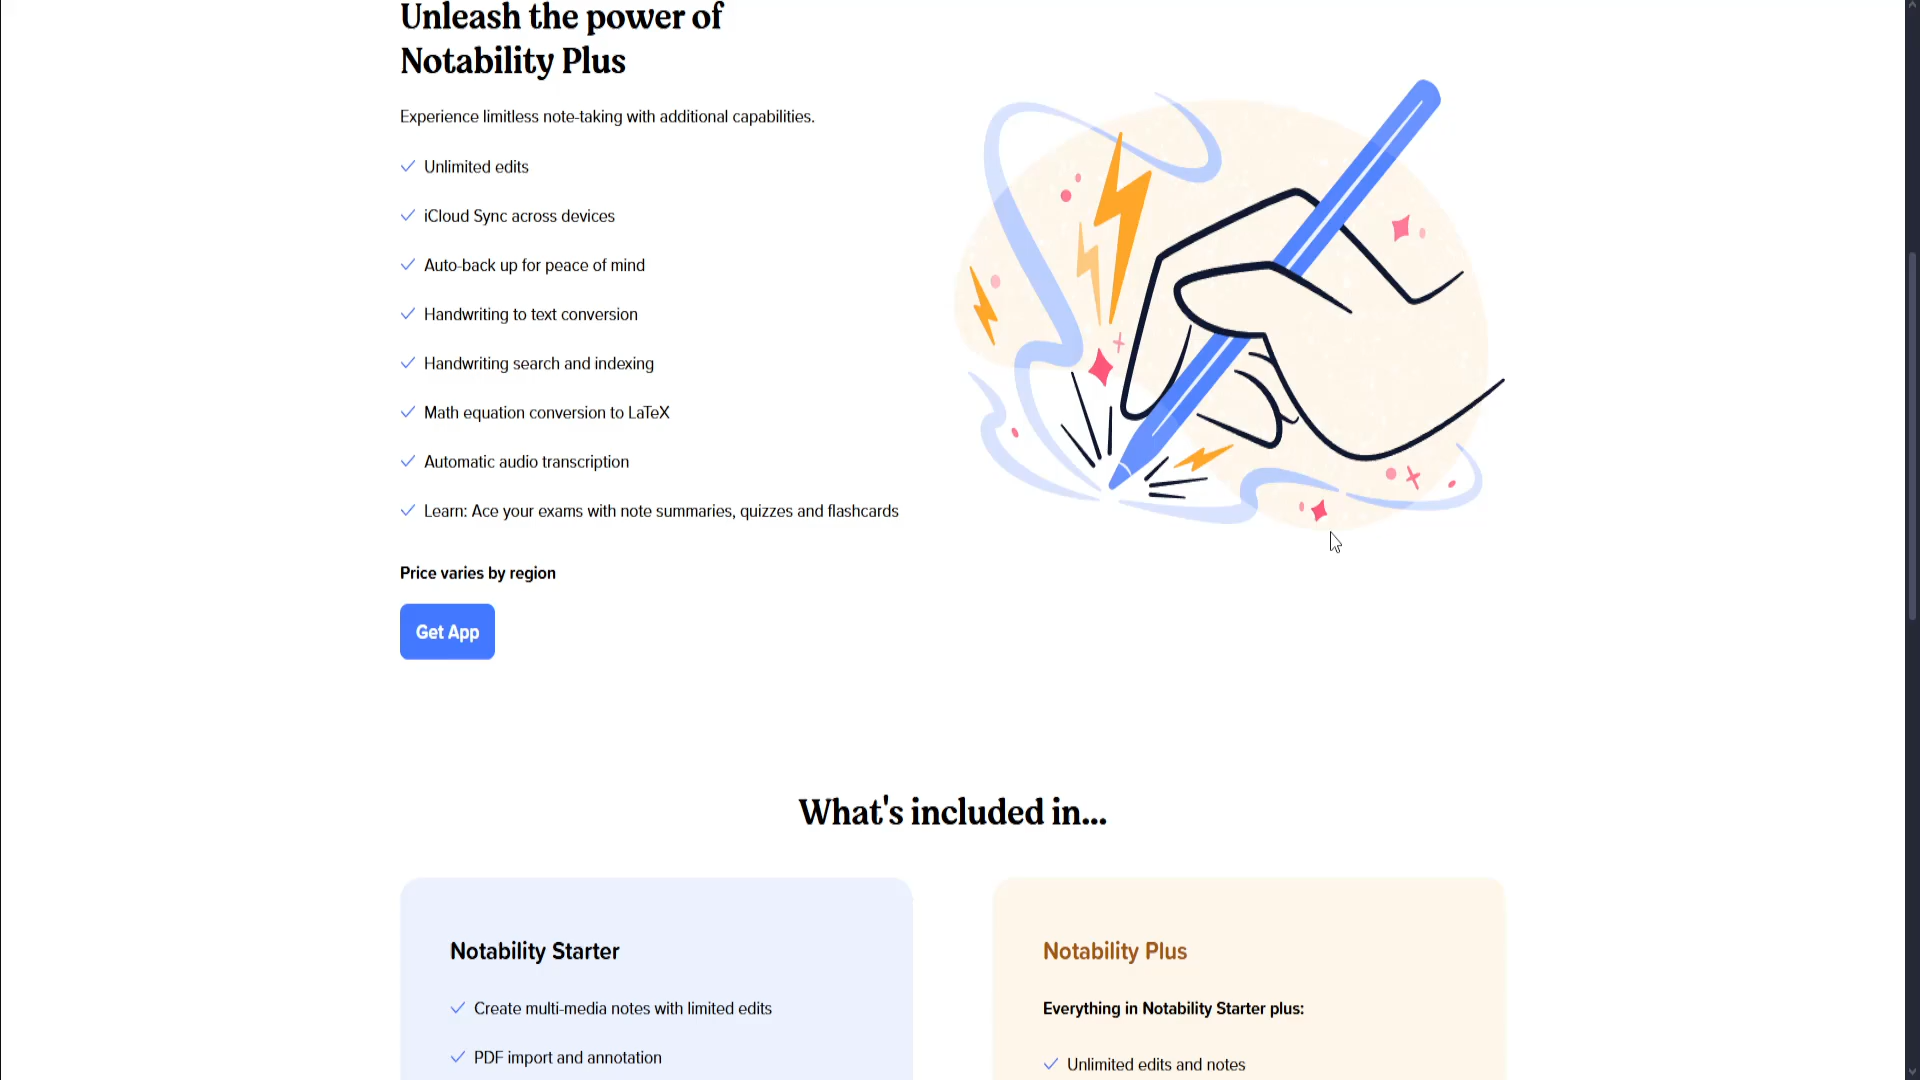 Unleash the power of
Notability Plus
Experience limitless note-taking with additional capabilities.
Unlimited edits
iCloud Sync across devices
Auto-back up for peace of mind
Handwriting to text conversion
Handwriting search and indexing
Math equation conversion to LaTeX
Automatic audio transcription
Learn: Ace your exams with note summaries, quizzes and flashcards
Price varies by region
Get App
What's included in...
Notability Starter
Create multi-media notes with limited edits
PDF import and annotation
Notability Plus
Everything in Notability Starter plus:
Unlimited edits and notes